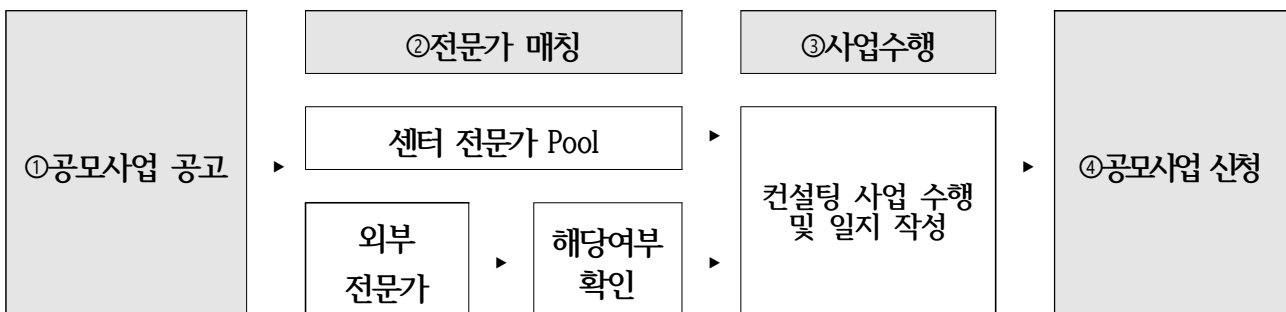 ①공모사업 공고
▶
②전문가 매칭
센터 전문가 Pool
외부
전문가
▶
해당여부
확인
▶
▶
③사업수행
컨설팅 사업 수행
및 일지 작성
▶
④공모사업 신청